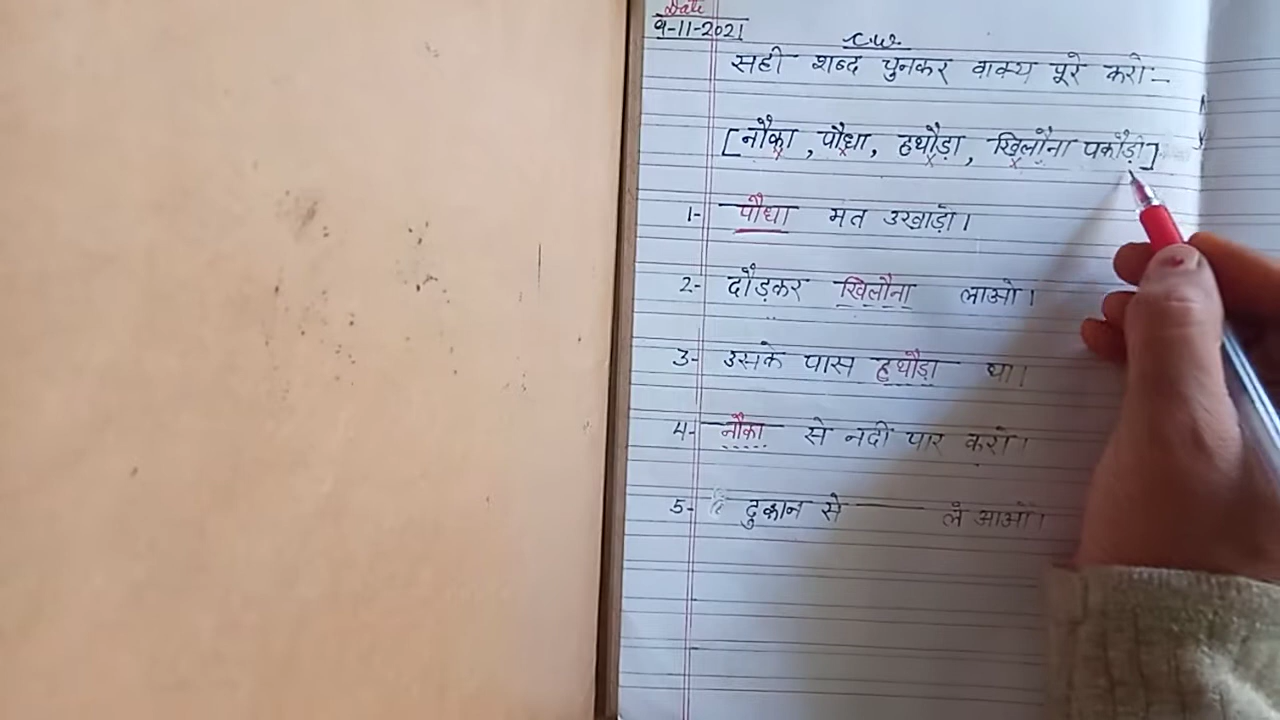 Date
9-11-2021
C.W.
सही शब्द चुनकर वाक्य पूरे करो-
[नौका, पौधा, हथौड़ा, खिलौना पकौड़ी]
1- पौधा मत उखाड़ो।
2- दौड़कर खिलौना लाओ।
3- उसके पास हथौड़ा था।
4- नौका से नदी पार करो।
5- दुकान से ले आओ।